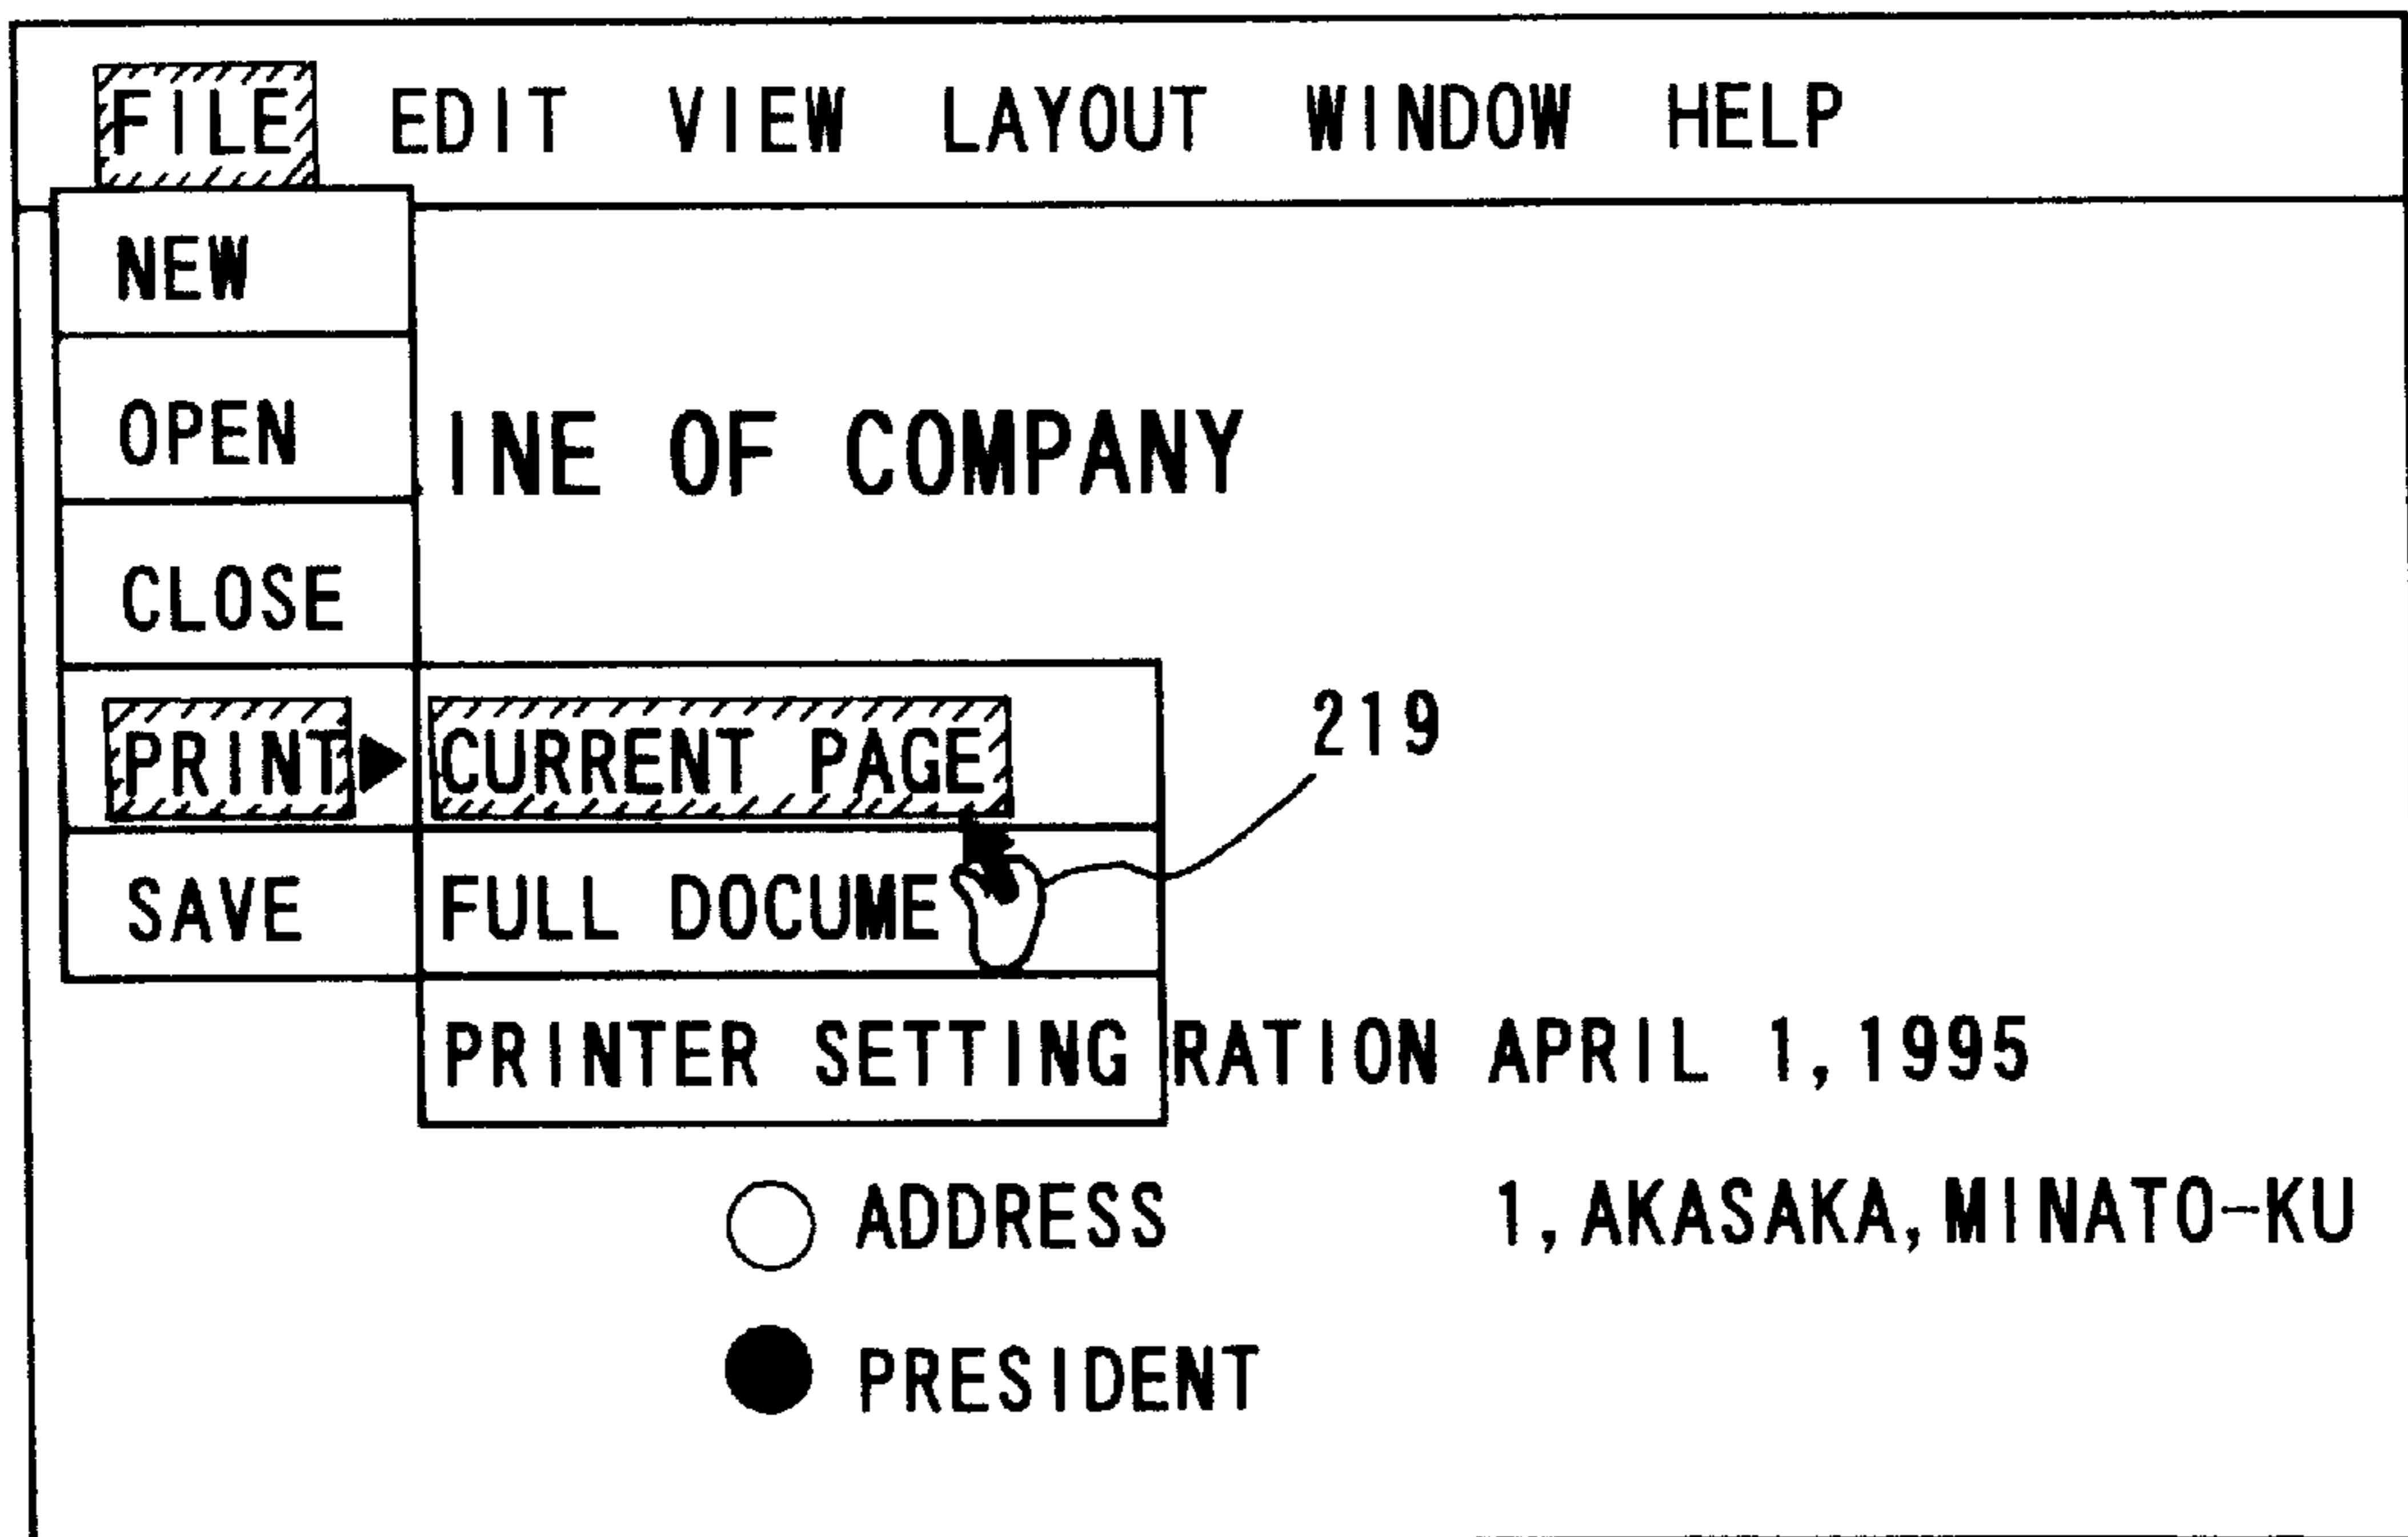 FILE EDIT VIEW LAYOUT WINDOW HELP
NEW
OPEN
INE OF COMPANY
CLOSE
219
PRINT CURRENT PAGE
SAVE FULL DOCUME
PRINTER SETTING RATION APRIL 1,1995
ADDRESS 1,AKASAKA,MINATO-KU
PRESIDENT